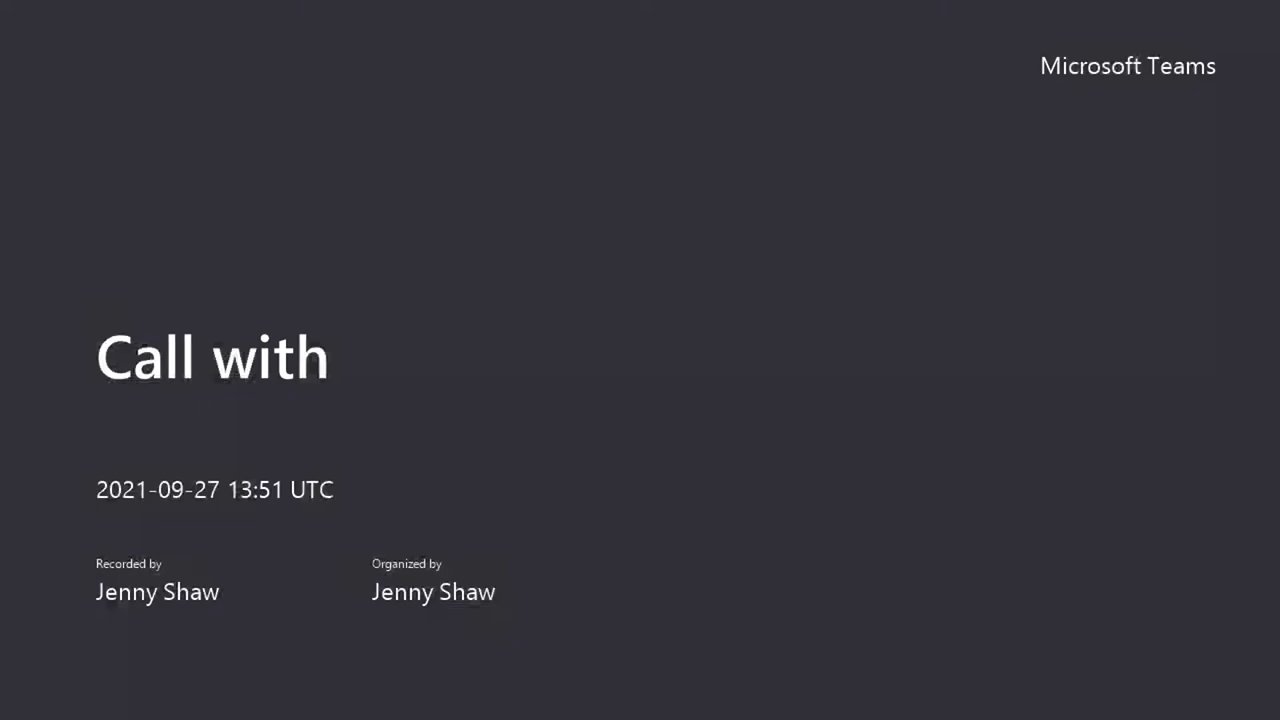 Microsoft Teams
Call with
2021-09-27 13:51 UTC
Recorded by
Organized by
Jenny Shaw
Jenny Shaw